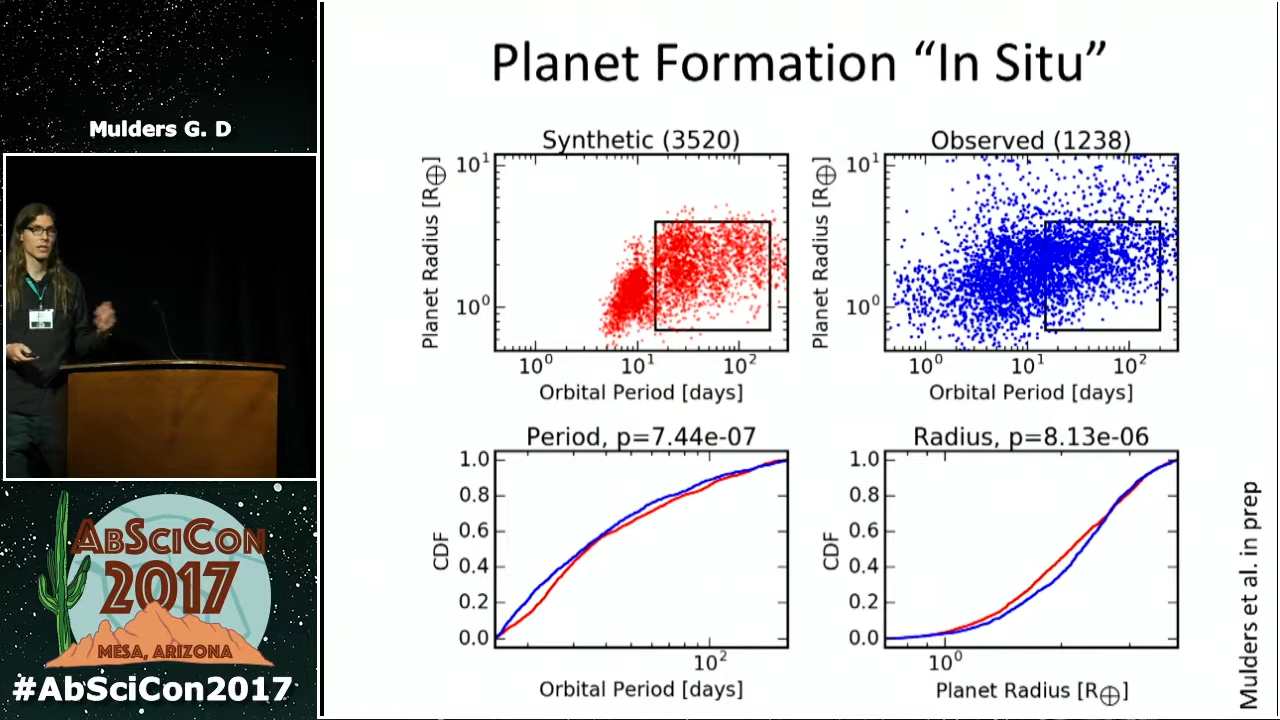 Mulders G. D
ABSCICON
2017
MESA, ARIZONA
#AbSciCon2017
Planet Formation “In Situ”
Synthetic (3520)
10¹
10⁰
Planet Radius [R⊕]
10⁰ 10¹ 10²
Orbital Period [days]
Observed (1238)
10¹
10⁰
Planet Radius [R⊕]
10⁰ 10¹ 10²
Orbital Period [days]
Period, p=7.44e-07
1.0
0.8
0.6
0.4
0.2
0.0
CDF
10²
Orbital Period [days]
Radius, p=8.13e-06
1.0
0.8
0.6
0.4
0.2
0.0
CDF
10⁰
Planet Radius [R⊕]
Mulders et al. in prep